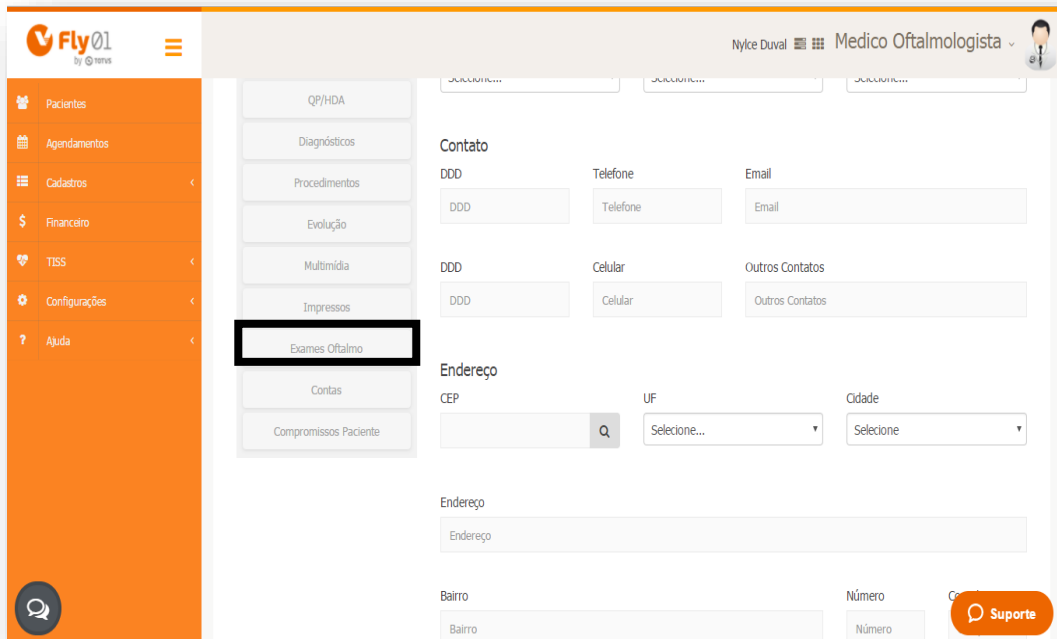 Fly01
by TOTVS
Nylce Duval
Medico Oftalmologista
Pacientes
Agendamentos
Cadastros
Financeiro
TISS
Configurações
Ajuda
QP/HDA
Diagnósticos
Procedimentos
Evolução
Multimídia
Impressos
Exames Oftalmo
Contas
Compromissos Paciente
Selecione... Selecione... Selecione...
Contato
DDD Telefone Email
DDD Telefone Email
DDD Celular Outros Contatos
DDD Celular Outros Contatos
Endereço
CEP UF Cidade
Selecione... Selecione
Endereço
Endereço
Bairro Número
Bairro Número
Suporte